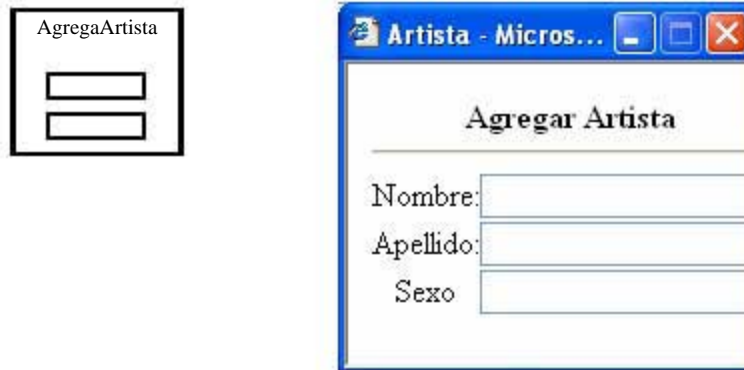 AgregaArtista
Artista - Micros...
Agregar Artista
Nombre:
Apellido:
Sexo